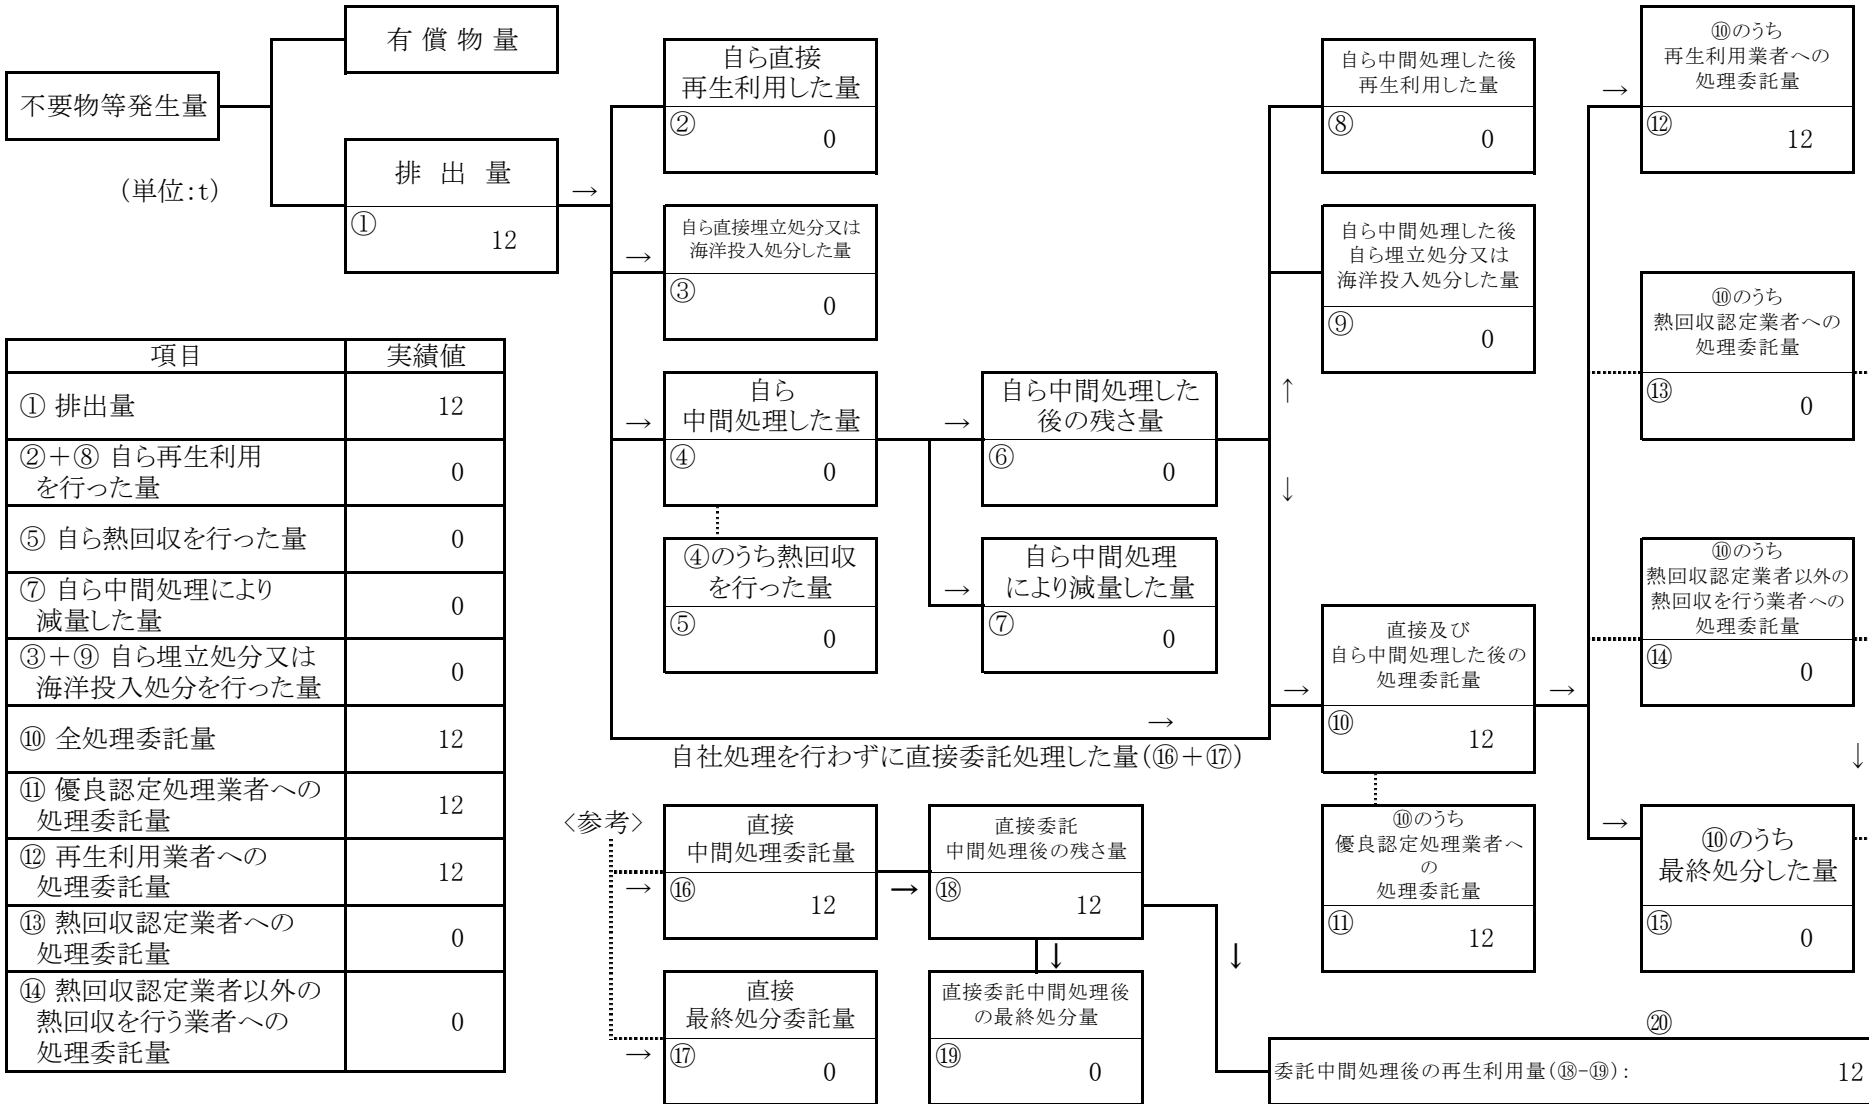 有 償 物 量
不要物等発生量
排 出 量
①
12
(単位:t)
→
自ら直接
再生利用した量
②
0
→
自ら直接埋立処分又は
海洋投入処分した量
③
0
→
自ら
中間処理した量
④
0
④のうち熱回収
を行った量
⑤
0
→
自ら中間処理した
後の残さ量
⑥
0
→
自ら中間処理
により減量した量
⑦
0
↑
↓
自ら中間処理した後
再生利用した量
⑧
0
自ら中間処理した後
自ら埋立処分又は
海洋投入処分した量
⑨
0
→
自社処理を行わずに直接委託処理した量(⑯+⑰)
→
直接及び
自ら中間処理した後の
処理委託量
⑩
12
⑩のうち
優良認定処理業者へ
の
処理委託量
⑪
12
→
→
⑩のうち
再生利用業者への
処理委託量
⑫
12
⑩のうち
熱回収認定業者への
処理委託量
⑬
0
⑩のうち
熱回収認定業者以外の
熱回収を行う業者への
処理委託量
⑭
0
↓
→
⑩のうち
最終処分した量
⑮
0
項目 実績値
① 排出量 12
②+⑧ 自ら再生利用
を行った量 0
⑤ 自ら熱回収を行った量 0
⑦ 自ら中間処理により
減量した量 0
③+⑨ 自ら埋立処分又は
海洋投入処分を行った量 0
⑩ 全処理委託量 12
⑪ 優良認定処理業者への
処理委託量 12
⑫ 再生利用業者への
処理委託量 12
⑬ 熱回収認定業者への
処理委託量 0
⑭ 熱回収認定業者以外の
熱回収を行う業者への
処理委託量 0
<参考>
→
直接
中間処理委託量
⑯
12
→
直接委託
中間処理後の残さ量
⑱
12
→
直接
最終処分委託量
⑰
0
↓
直接委託中間処理後
の最終処分量
⑲
0
↓
⑳
委託中間処理後の再生利用量(⑱-⑲): 12